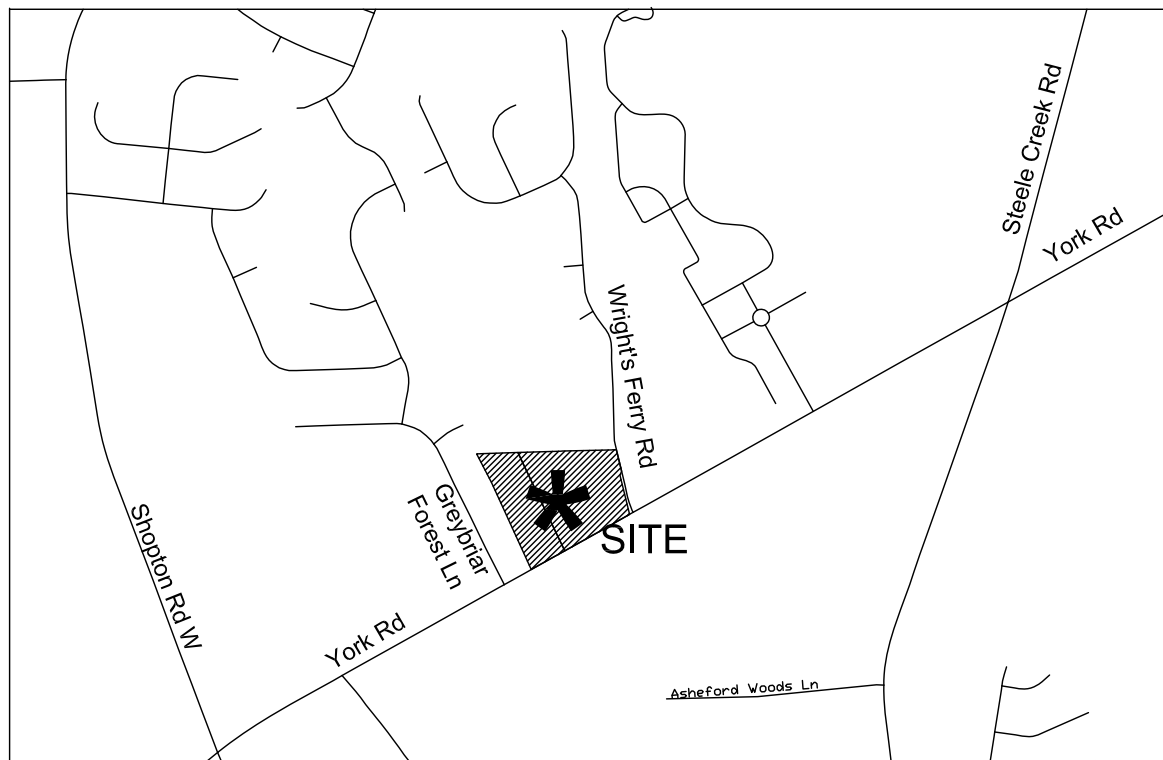 Steele Creek Rd
York Rd
Wright's Ferry Rd
Greybriar
Forest Ln
SITE
Shopton Rd W
York Rd
Asheford Woods Ln